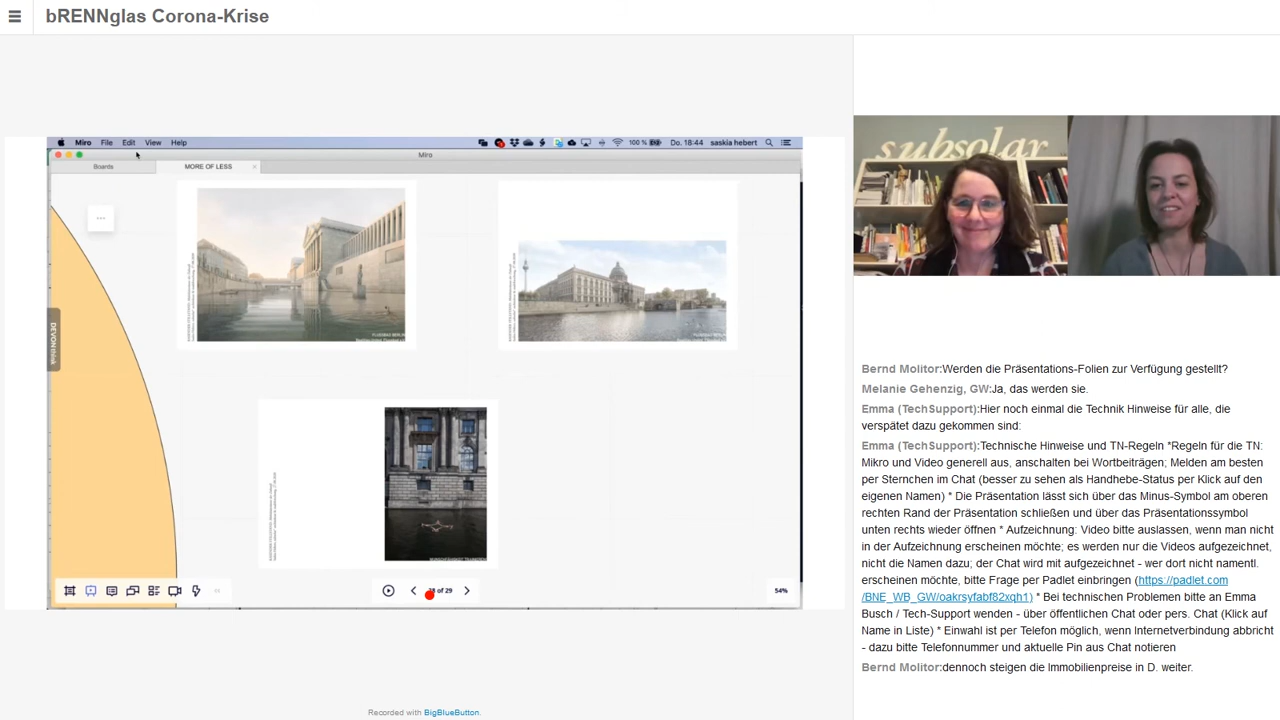 bRENNglas Corona-Krise
Miro File Edit View Help
100 % Do. 18:44 saskia hebert
Miro
Boards
MORE OF LESS
DEVONthink
of 29
54%
subsolar
Bernd Molitor:Werden die Präsentations-Folien zur Verfügung gestellt?
Melanie Gehenzig, GW:Ja, das werden sie.
Emma (TechSupport):Hier noch einmal die Technik Hinweise für alle, die
verspätet dazu gekommen sind:
Emma (TechSupport):Technische Hinweise und TN-Regeln *Regeln für die TN:
Mikro und Video generell aus, anschalten bei Wortbeiträgen; Melden am besten
per Sternchen im Chat (besser zu sehen als Handhebe-Status per Klick auf den
eigenen Namen) * Die Präsentation lässt sich über das Minus-Symbol am oberen
rechten Rand der Präsentation schließen und über das Präsentationssymbol
unten rechts wieder öffnen * Aufzeichnung: Video bitte auslassen, wenn man nicht
in der Aufzeichnung erscheinen möchte; es werden nur die Videos aufgezeichnet,
nicht die Namen dazu; der Chat wird mit aufgezeichnet - wer dort nicht namentl.
erscheinen möchte, bitte Frage per Padlet einbringen (https://padlet.com
/BNE_WB_GW/oakrsyfabf82xqh1) * Bei technischen Problemen bitte an Emma
Busch / Tech-Support wenden - über öffentlichen Chat oder pers. Chat (Klick auf
Name in Liste) * Einwahl ist per Telefon möglich, wenn Internetverbindung abbricht
- dazu bitte Telefonnummer und aktuelle Pin aus Chat notieren
Bernd Molitor:dennoch steigen die Immobilienpreise in D. weiter.
Recorded with BigBlueButton.